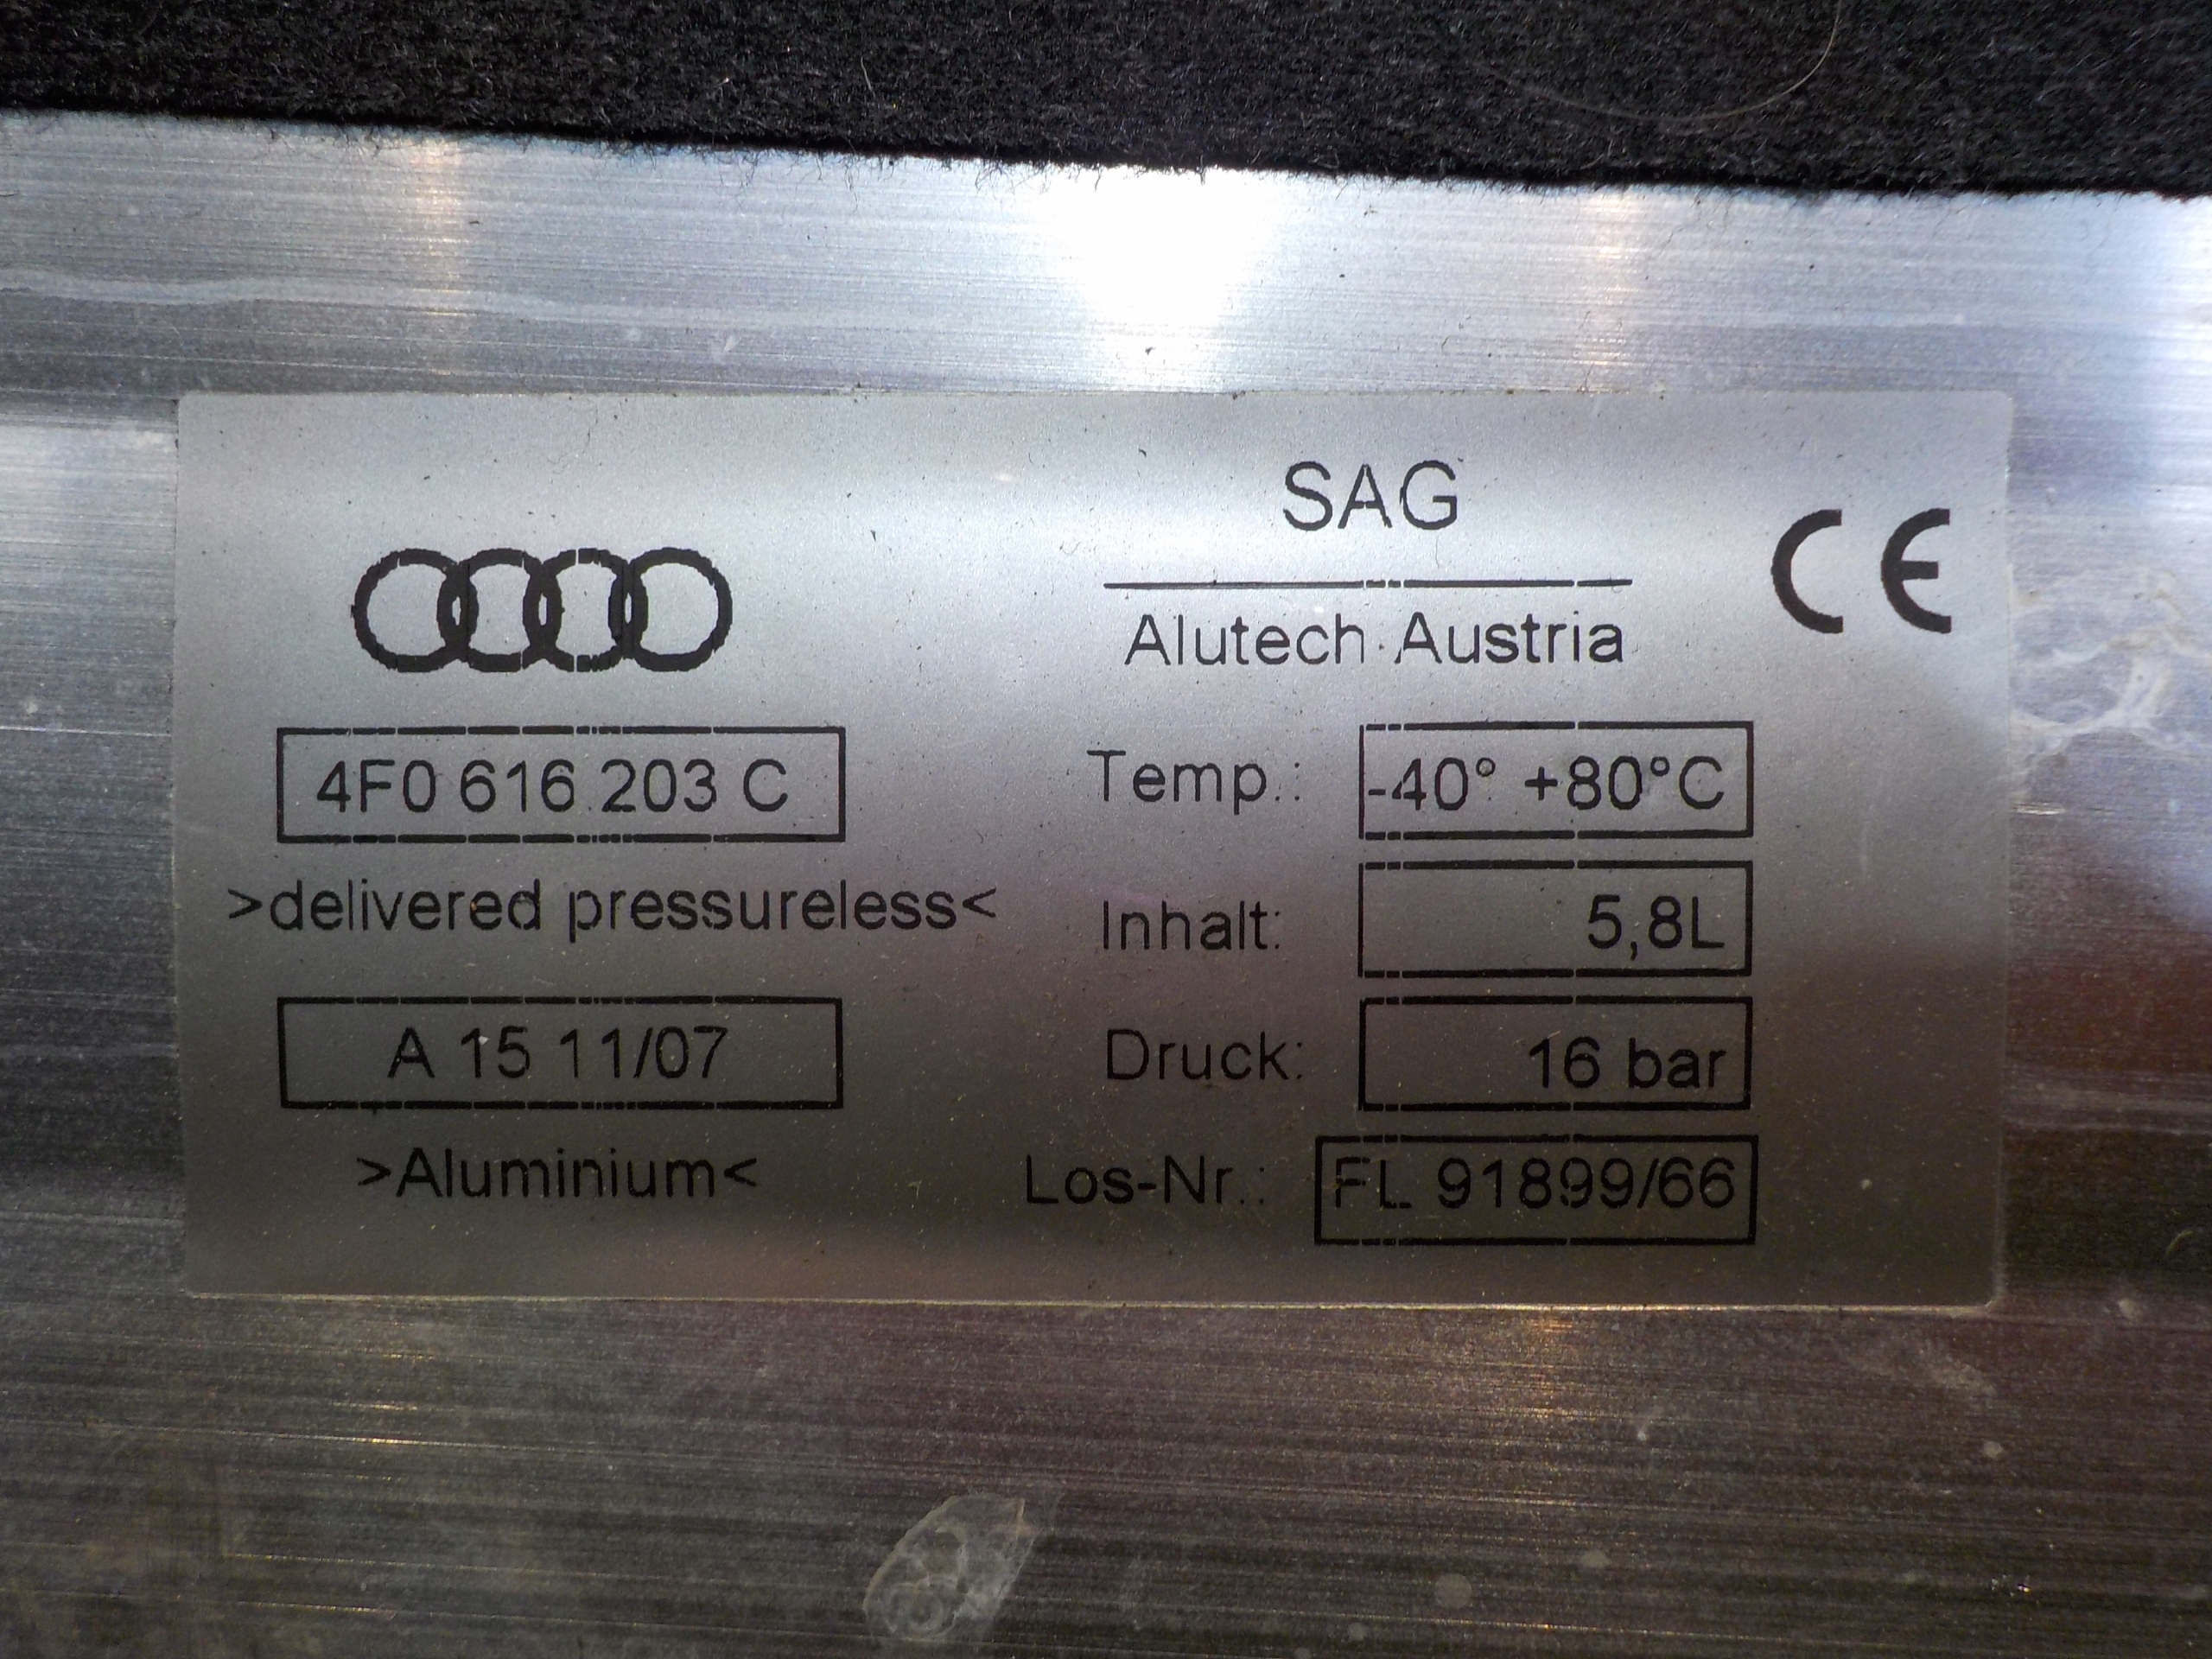 SAG
Alutech Austria
CE
4F0 616 203 C
>delivered pressureless<
A 15 11/07
>Aluminium<
Temp.: -40° +80°C
Inhalt: 5,8L
Druck: 16 bar
Los-Nr.: FL 91899/66